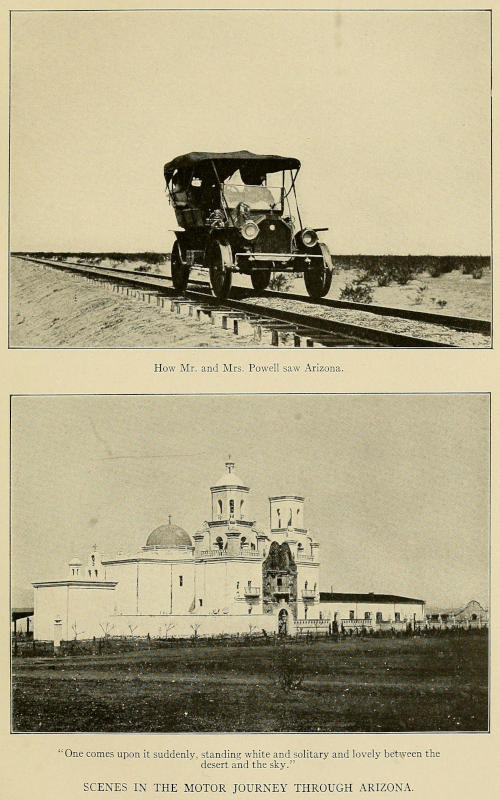 How Mr. and Mrs. Powell saw Arizona.
"One comes upon it suddenly, standing white and solitary and lovely between the
desert and the sky."
SCENES IN THE MOTOR JOURNEY THROUGH ARIZONA.